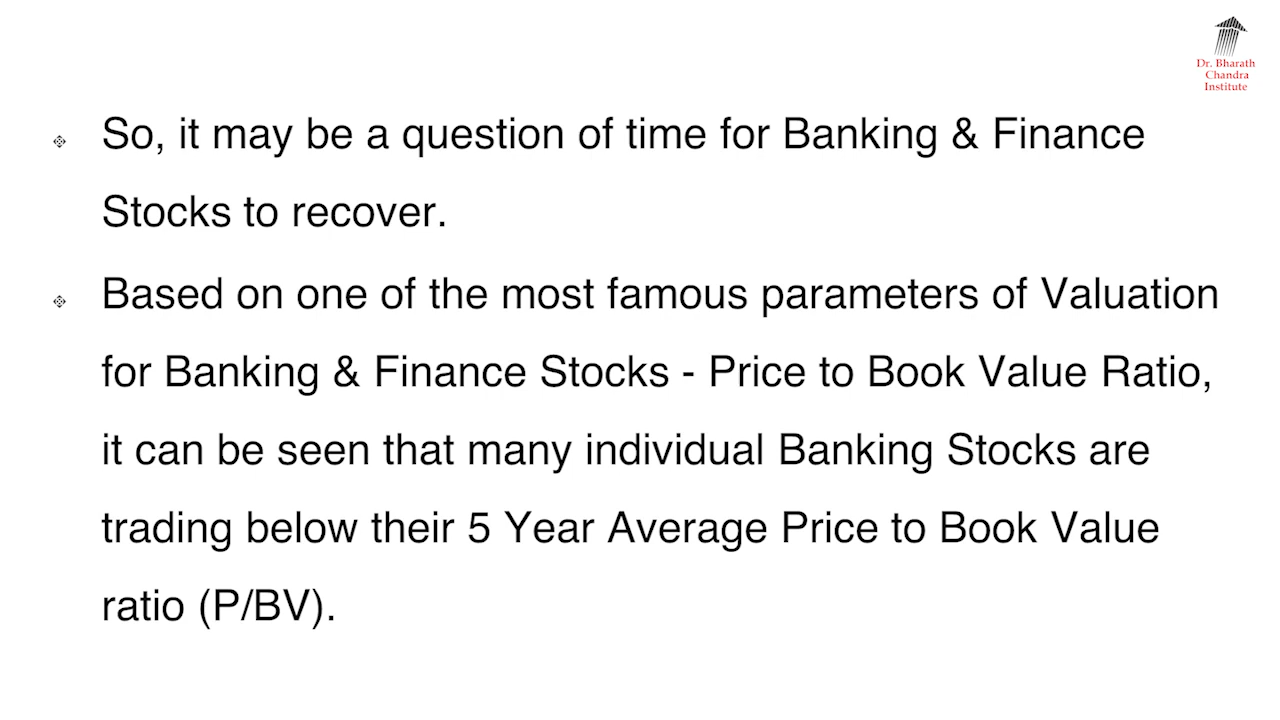 Dr. Bharath
Chandra
Institute
So, it may be a question of time for Banking & Finance
Stocks to recover.
Based on one of the most famous parameters of Valuation
for Banking & Finance Stocks - Price to Book Value Ratio,
it can be seen that many individual Banking Stocks are
trading below their 5 Year Average Price to Book Value
ratio (P/BV).